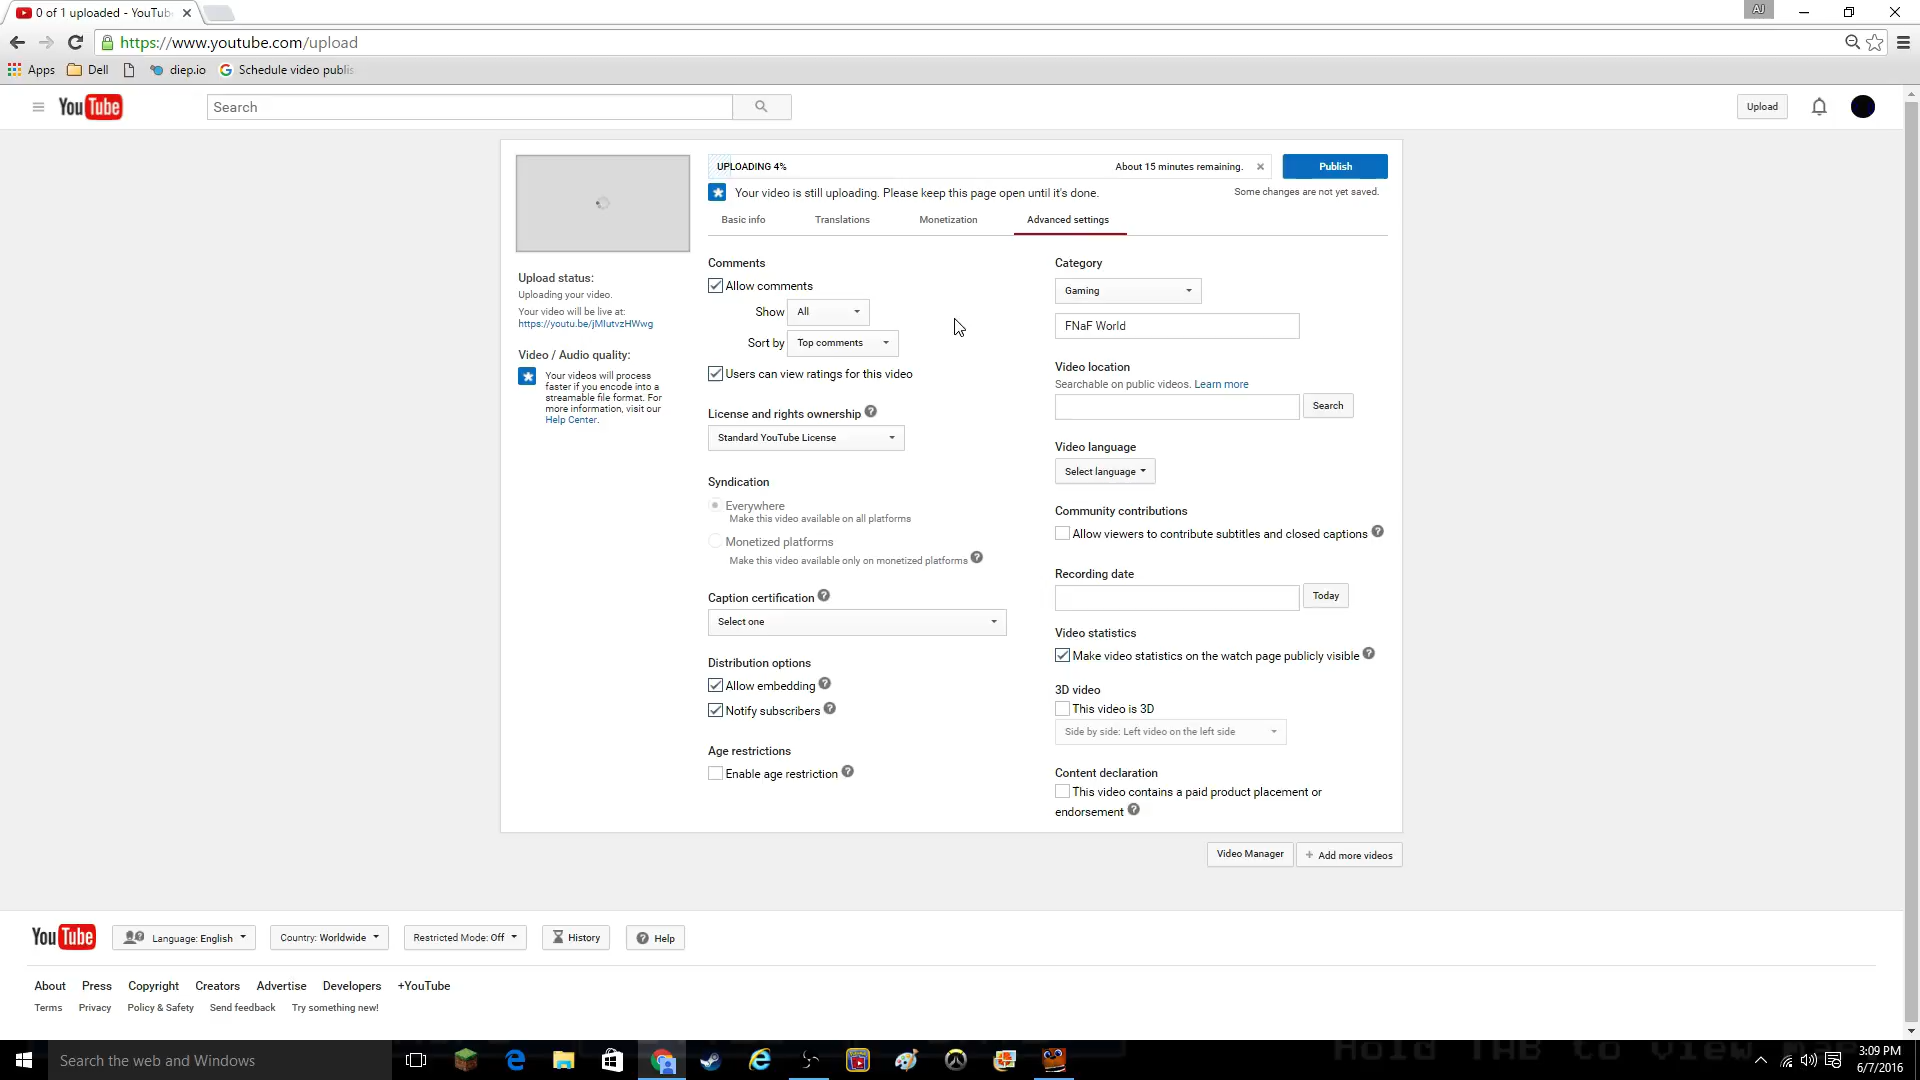 0 of 1 uploaded - YouTub
AJ
https://www.youtube.com/upload
Apps
Dell
diep.io
Schedule video publis
YouTube
Search
Upload
UPLOADING 4%
About 15 minutes remaining.
Publish
Your video is still uploading. Please keep this page open until it's done.
Some changes are not yet saved.
Basic info
Translations
Monetization
Advanced settings
Upload status:
Uploading your video.
Your video will be live at:
https://youtu.be/jMIutvzHWwg
Video / Audio quality:
Your videos will process
faster if you encode into a
streamable file format. For
more information, visit our
Help Center.
Comments
Allow comments
Show
All
Sort by
Top comments
Users can view ratings for this video
License and rights ownership
Standard YouTube License
Syndication
Everywhere
Make this video available on all platforms
Monetized platforms
Make this video available only on monetized platforms
Caption certification
Select one
Distribution options
Allow embedding
Notify subscribers
Age restrictions
Enable age restriction
Category
Gaming
FNaF World
Video location
Searchable on public videos. Learn more
Search
Video language
Select language
Community contributions
Allow viewers to contribute subtitles and closed captions
Recording date
Today
Video statistics
Make video statistics on the watch page publicly visible
3D video
This video is 3D
Side by side: Left video on the left side
Content declaration
This video contains a paid product placement or
endorsement
Video Manager
+ Add more videos
YouTube
Language: English
Country: Worldwide
Restricted Mode: Off
History
Help
About
Press
Copyright
Creators
Advertise
Developers
+YouTube
Terms
Privacy
Policy & Safety
Send feedback
Try something new!
Search the web and Windows
Hold TAB to view ma
3:09 PM
6/7/2016